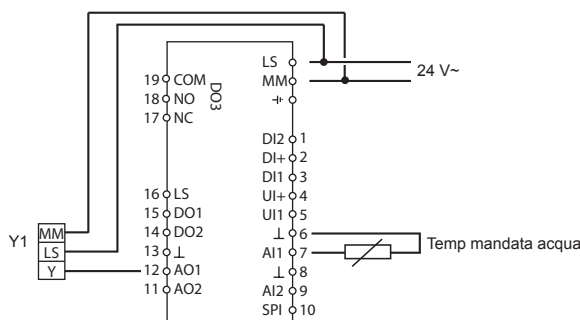 LS
MM
24 V~
19 COM
18 NO
17 NC
DO3
DI2 1
DI+ 2
DI1 3
UI+ 4
UI1 5
⊥ 6
AI1 7
⊥ 8
AI2 9
SPI 10
16 LS
15 DO1
14 DO2
13 ⊥
12 AO1
11 AO2
Y1
MM
LS
Y
Temp mandata acqua